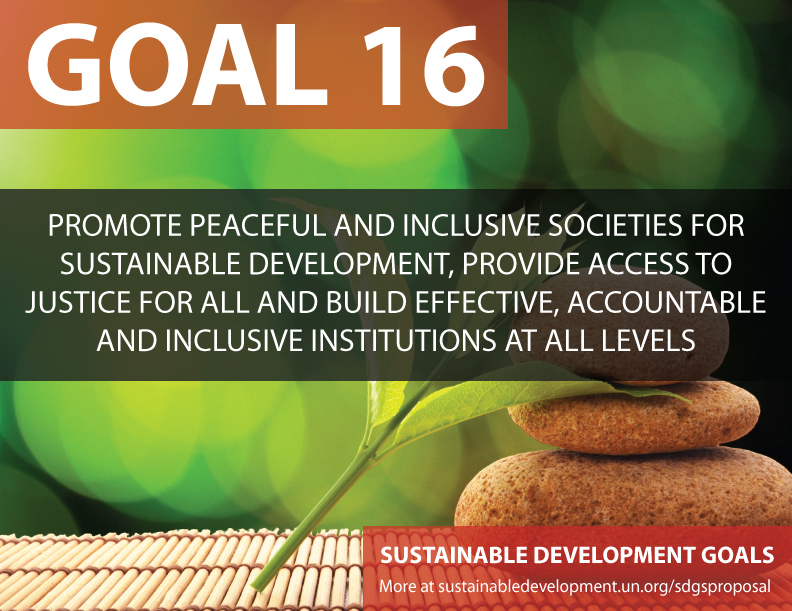 GOAL 16
PROMOTE PEACEFUL AND INCLUSIVE SOCIETIES FOR
SUSTAINABLE DEVELOPMENT, PROVIDE ACCESS TO
JUSTICE FOR ALL AND BUILD EFFECTIVE, ACCOUNTABLE
AND INCLUSIVE INSTITUTIONS AT ALL LEVELS
SUSTAINABLE DEVELOPMENT GOALS
More at sustainabledevelopment.un.org/sdgsproposal